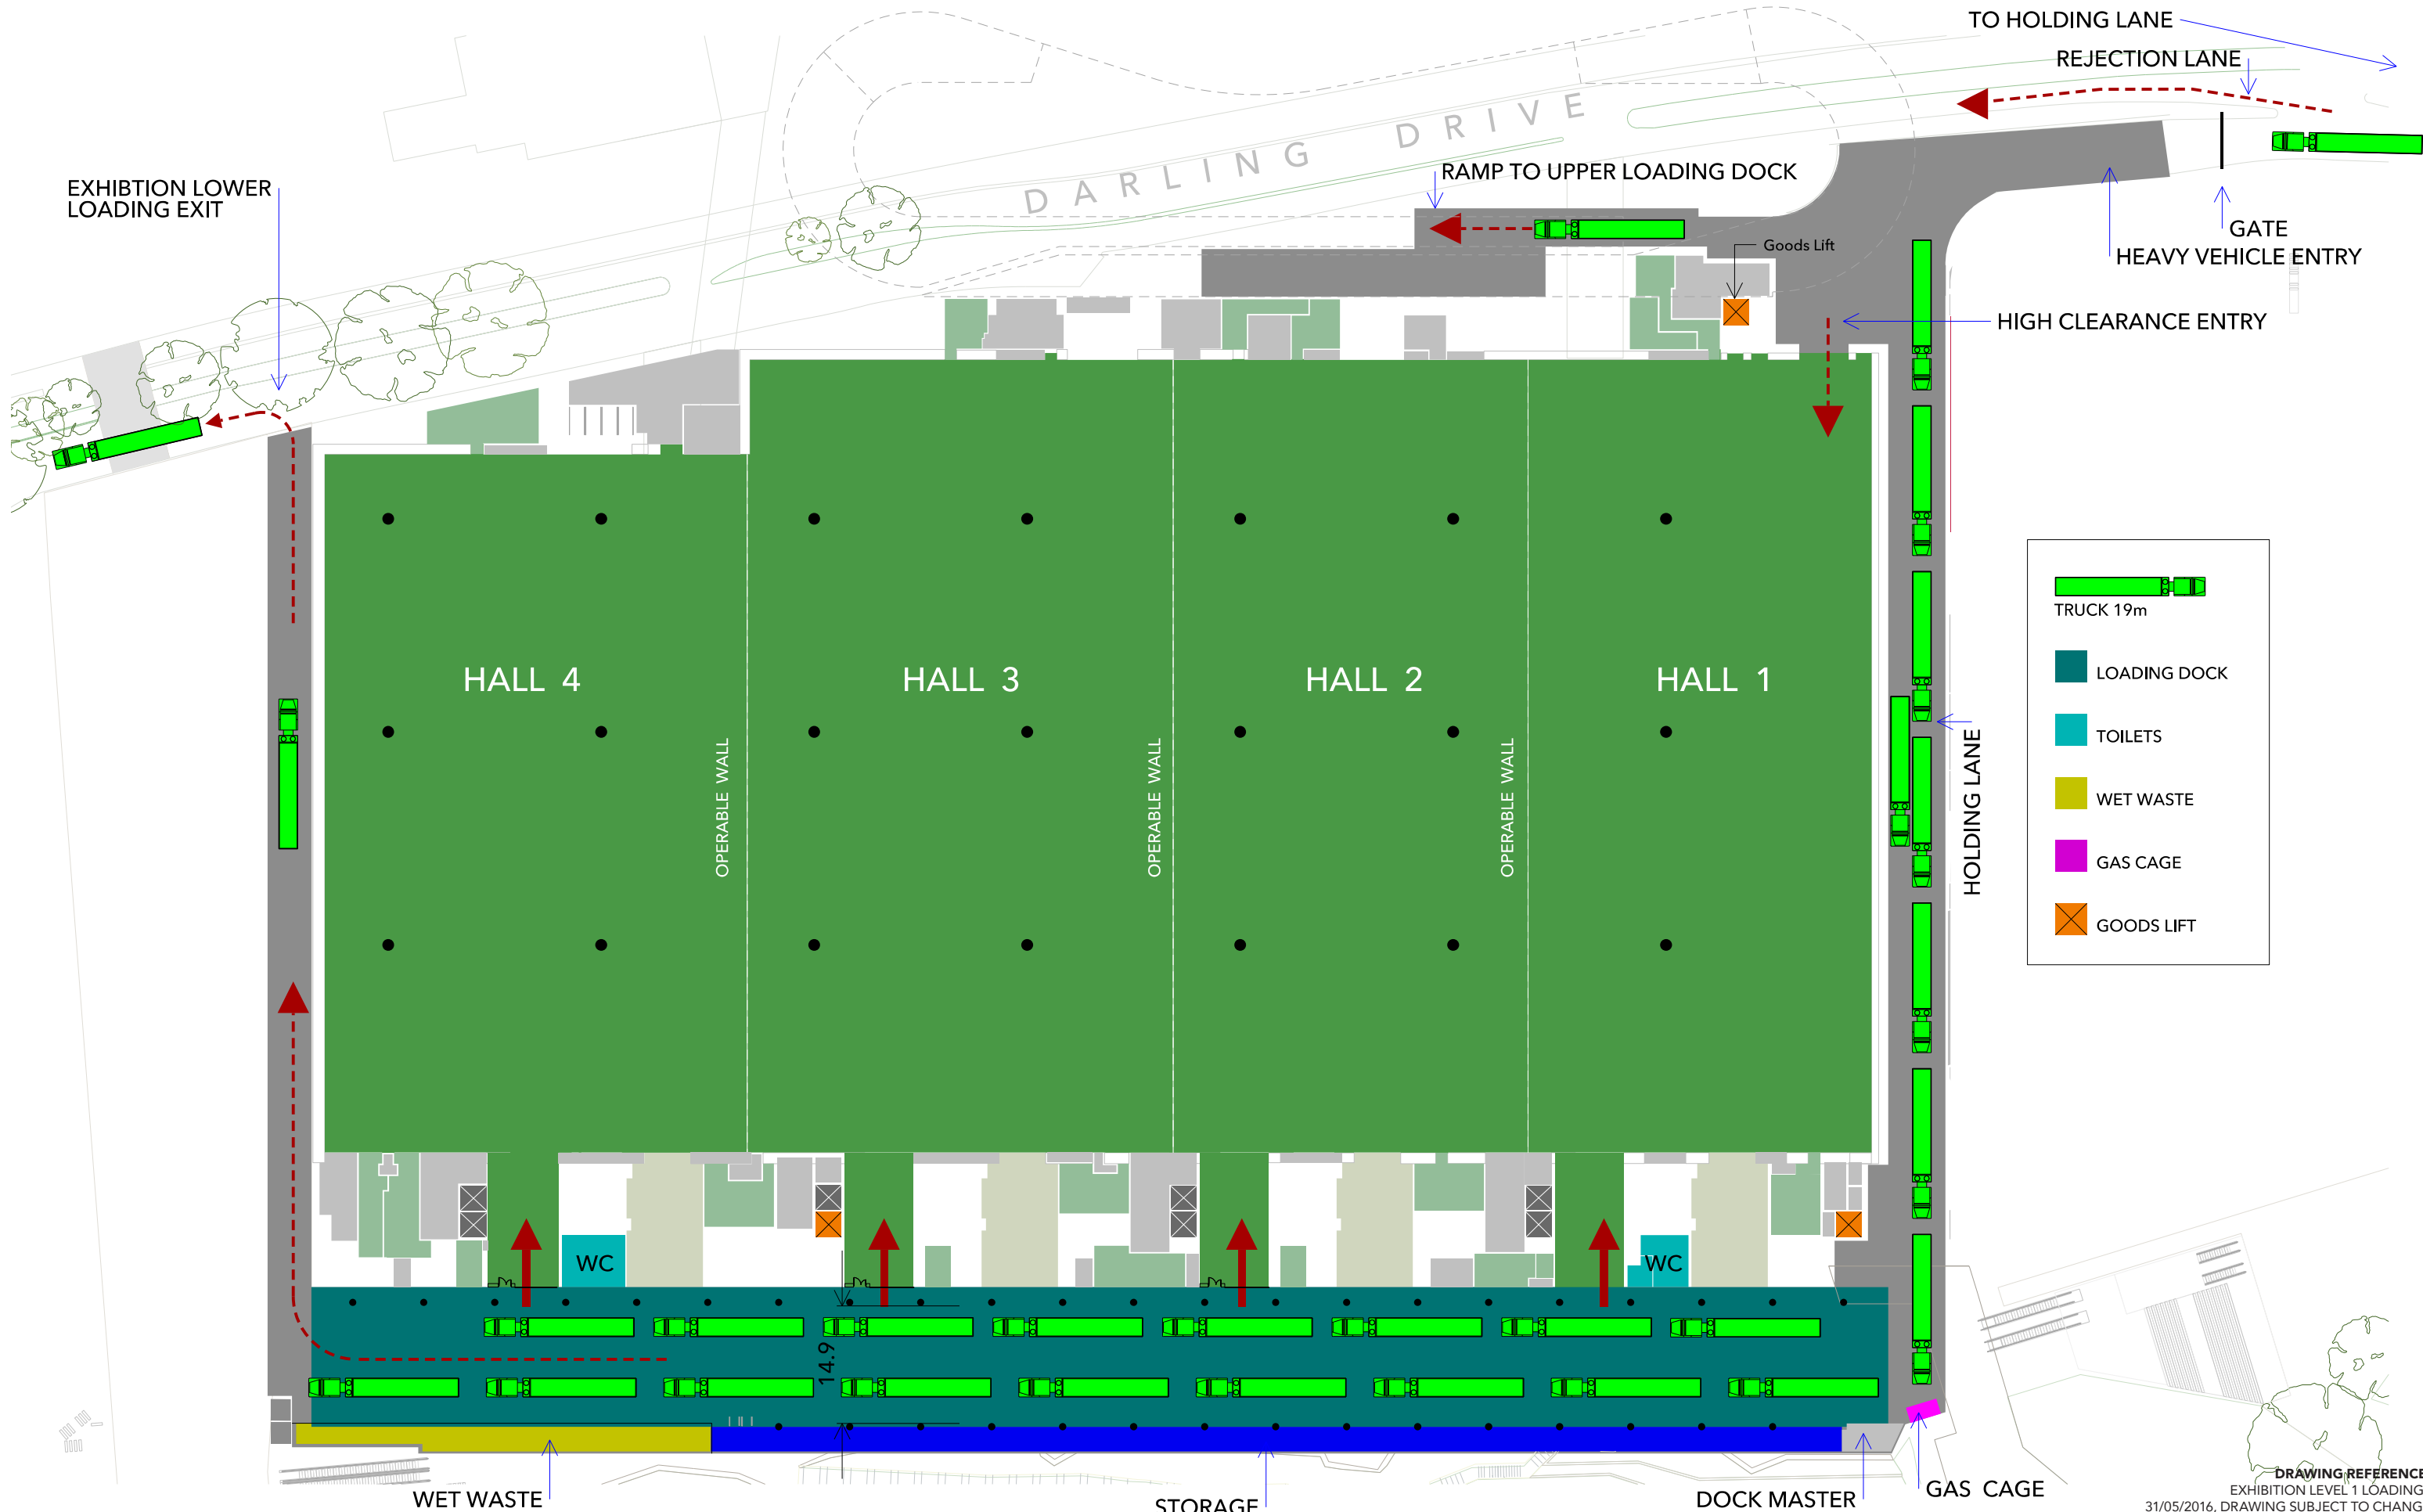 TO HOLDING LANE
REJECTION LANE
DARLING DRIVE
RAMP TO UPPER LOADING DOCK
EXHIBTION LOWER
LOADING EXIT
GATE
HEAVY VEHICLE ENTRY
Goods Lift
HIGH CLEARANCE ENTRY
HALL 4
HALL 3
HALL 2
HALL 1
OPERABLE WALL
OPERABLE WALL
OPERABLE WALL
HOLDING LANE
TRUCK 19m
LOADING DOCK
TOILETS
WET WASTE
GAS CAGE
GOODS LIFT
WC
WC
14.9
WET WASTE
STORAGE
DOCK MASTER
GAS CAGE
DRAWING REFERENCE
EXHIBITION LEVEL 1 LOADING
31/05/2016, DRAWING SUBJECT TO CHANG